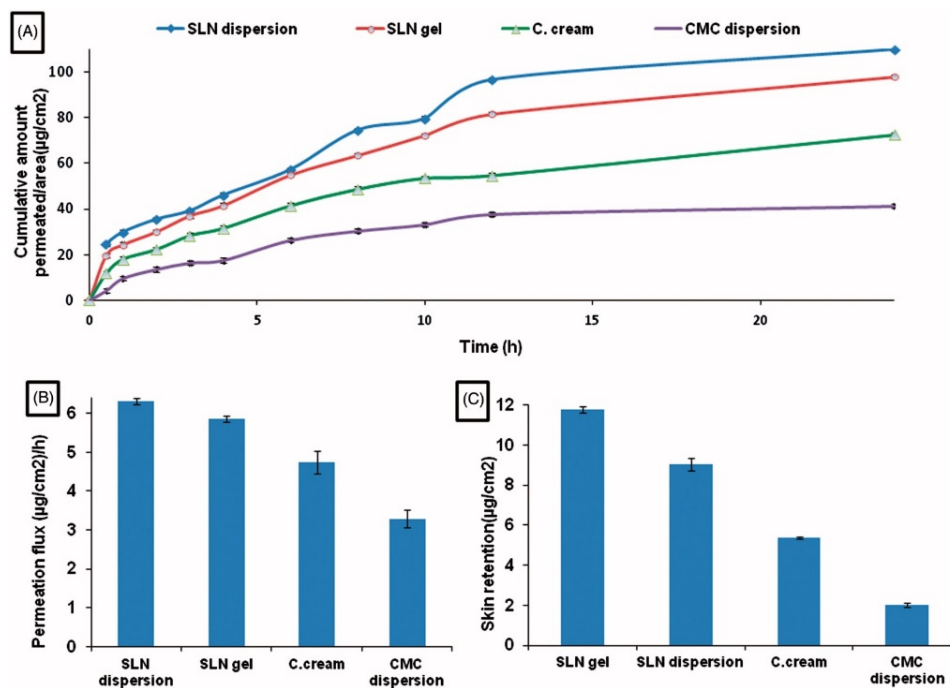 (A)
SLN dispersion SLN gel C. cream CMC dispersion
Cumulative amount
permeated/area(µg/cm2)
100
80
60
40
20
0
0 5 10 15 20
Time (h)
(B)
Permeation flux (µg/cm2)/h)
6
5
4
3
2
1
0
SLN
dispersion
SLN gel
C.cream
CMC
dispersion
(C)
Skin retention(µg/cm2)
12
10
8
6
4
2
0
SLN gel
SLN dispersion
C.cream
CMC
dispersion